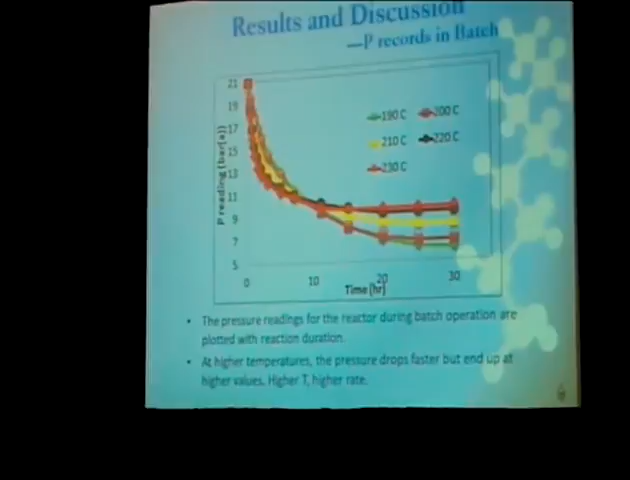 Results and Discussion
—P records in Batch
21
19
17
15
13
11
9
7
5
P reading (bar(a))
190 C
200 C
210 C
220 C
230 C
0
10
20
30
Time (hr)
• The pressure readings for the reactor during batch operation are
plotted with reaction duration.
• At higher temperatures, the pressure drops faster but end up at
higher values. Higher T, higher rate.